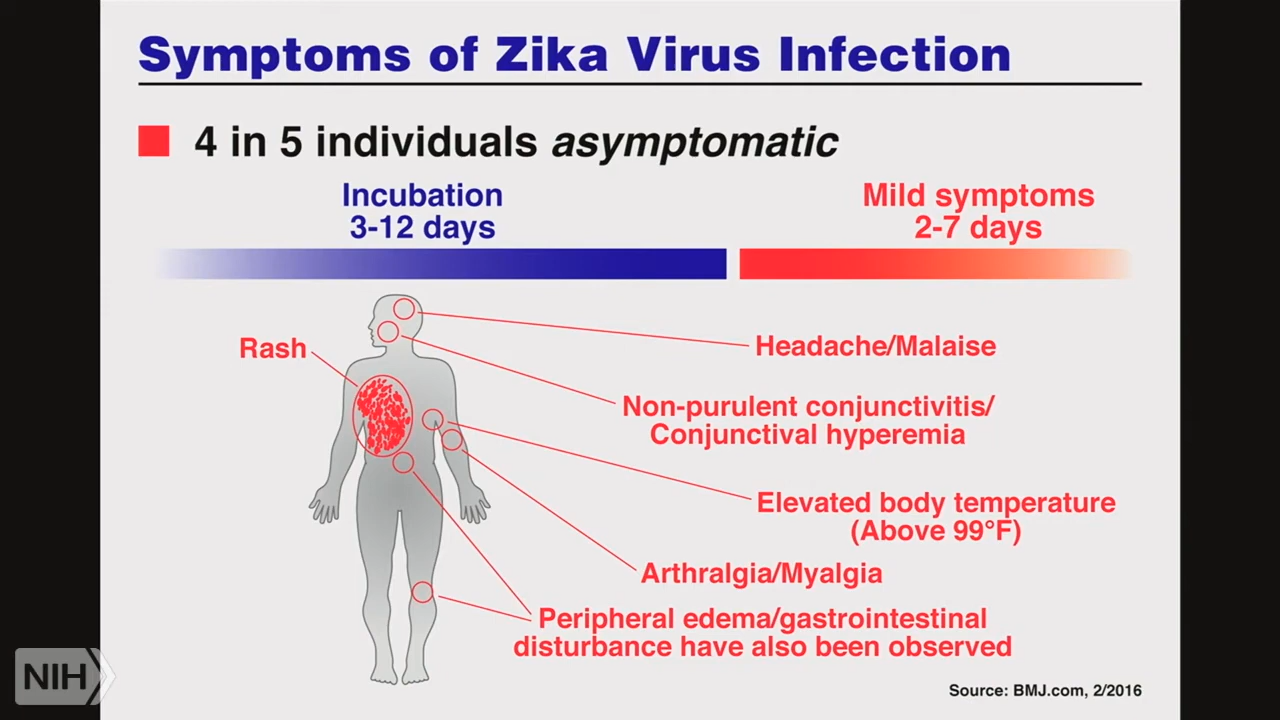 Symptoms of Zika Virus Infection
4 in 5 individuals asymptomatic
Incubation
3-12 days
Mild symptoms
2-7 days
Rash
Headache/Malaise
Non-purulent conjunctivitis/
Conjunctival hyperemia
Elevated body temperature
(Above 99°F)
Arthralgia/Myalgia
Peripheral edema/gastrointestinal
disturbance have also been observed
NIH
Source: BMJ.com, 2/2016